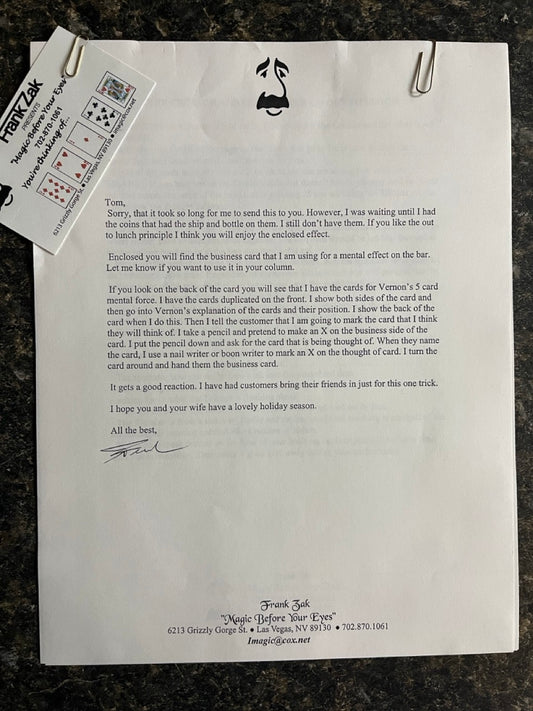 Frank Zak
PRESENTS
"Magic Before Your Eyes"
702-870-1061
You're thinking of...
6213 Grizzly Gorge St. ● Las Vegas, NV 89130 ● imagic@cox.net
Tom,
Sorry, that it took so long for me to send this to you. However, I was waiting until I had
the coins that had the ship and bottle on them. I still don't have them. If you like the out
to lunch principle I think you will enjoy the enclosed effect.
Enclosed you will find the business card that I am using for a mental effect on the bar.
Let me know if you want to use it in your column.
If you look on the back of the card you will see that I have the cards for Vernon's 5 card
mental force. I have the cards duplicated on the front. I show both sides of the card and
then go into Vernon's explanation of the cards and their position. I show the back of the
card when I do this. Then I tell the customer that I am going to mark the card that I think
they will think of. I take a pencil and pretend to make an X on the business side of the
card. I put the pencil down and ask for the card that is being thought of. When they name
the card, I use a nail writer or boon writer to mark an X on the thought of card. I turn the
card around and hand them the business card.
It gets a good reaction. I have had customers bring their friends in just for this one trick.
I hope you and your wife have a lovely holiday season.
All the best,
Frank Zak
"Magic Before Your Eyes"
6213 Grizzly Gorge St. ● Las Vegas, NV 89130 ● 702.870.1061
Imagic@cox.net